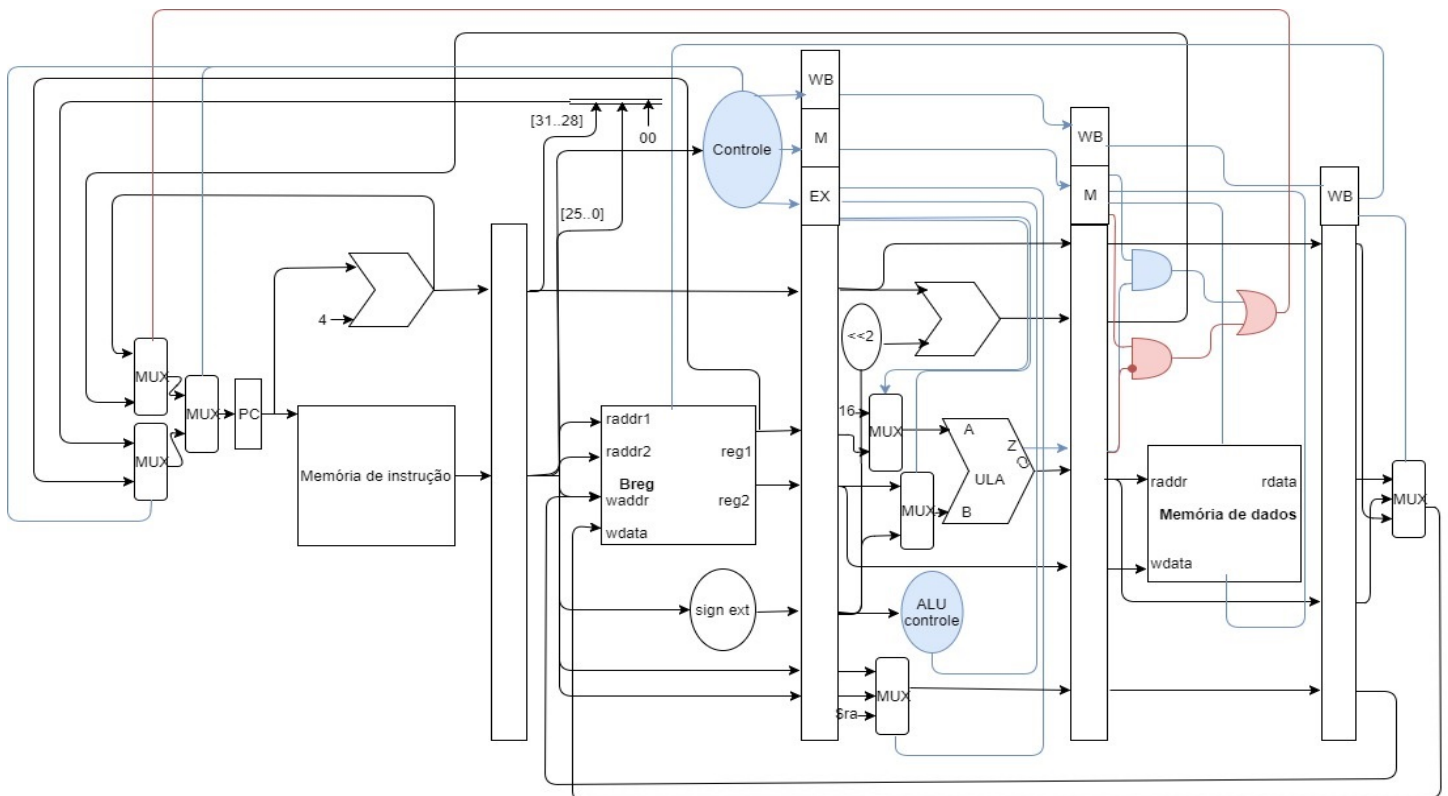 WB
[31..28]
00
Controle
M
WB
EX
M
WB
[25..0]
4
<<2
MUX
MUX
PC
MUX
Memória de instrução
raddr1
raddr2
reg1
Breg
waddr
reg2
wdata
16
MUX
A
Z
Q
ULA
MUX
B
raddr
rdata
Memória de dados
wdata
MUX
sign ext
ALU
controle
MUX
$ra